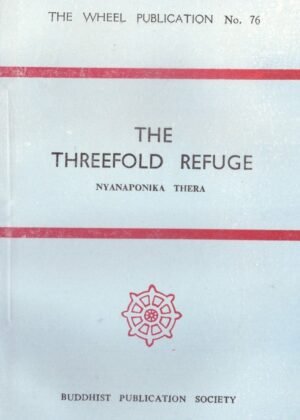 THE WHEEL PUBLICATION No. 76
THE
THREEFOLD REFUGE
NYANAPONIKA THERA
BUDDHIST PUBLICATION SOCIETY